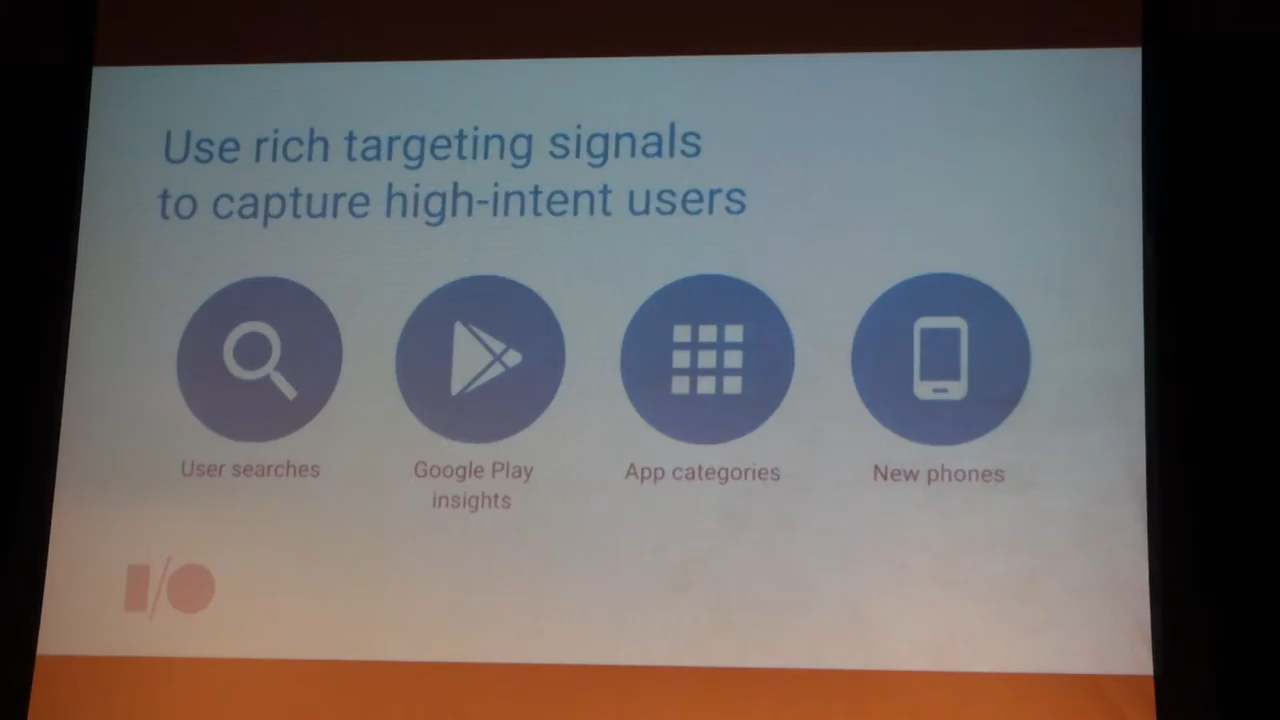 Use rich targeting signals
to capture high-intent users
User searches
Google Play
insights
App categories
New phones
I/O